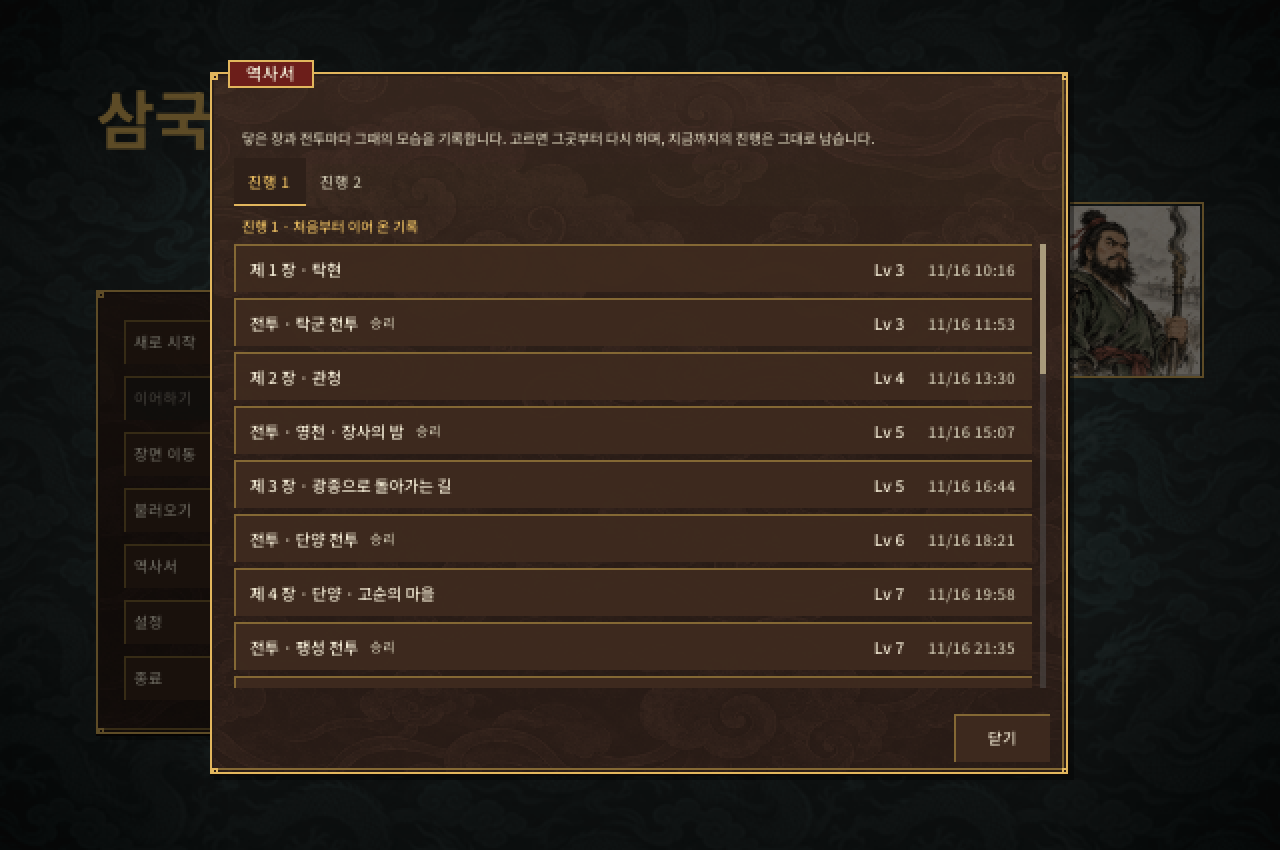 삼국
역사서
닿은 장과 전투마다 그때의 모습을 기록합니다. 고르면 그곳부터 다시 하며, 지금까지의 진행은 그대로 남습니다.
진행 1
진행 2
진행 1 - 처음부터 이어 온 기록
제 1 장 · 탁현 Lv 3 11/16 10:16
전투 · 탁군 전투 승리 Lv 3 11/16 11:53
제 2 장 · 관청 Lv 4 11/16 13:30
전투 · 영천 · 장사의 밤 승리 Lv 5 11/16 15:07
제 3 장 · 광종으로 돌아가는 길 Lv 5 11/16 16:44
전투 · 단양 전투 승리 Lv 6 11/16 18:21
제 4 장 · 단양 · 고순의 마을 Lv 7 11/16 19:58
전투 · 팽성 전투 승리 Lv 7 11/16 21:35
새로 시작
이어하기
장면 이동
불러오기
역사서
설정
종료
닫기